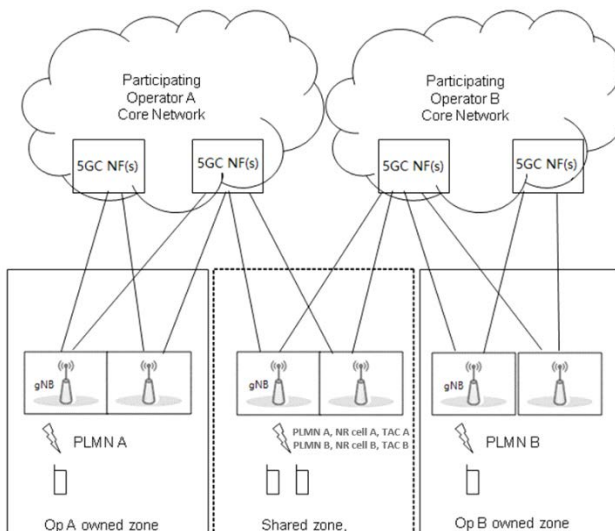 Participating
Operator A
Core Network
Participating
Operator B
Core Network
5GC NF(s)
5GC NF(s)
5GC NF(s)
5GC NF(s)
gNB
gNB
gNB
PLMN A
PLMN A, NR cell A, TAC A
PLMN B, NR cell B, TAC B
PLMN B
Op A owned zone
Shared zone,
Op B owned zone